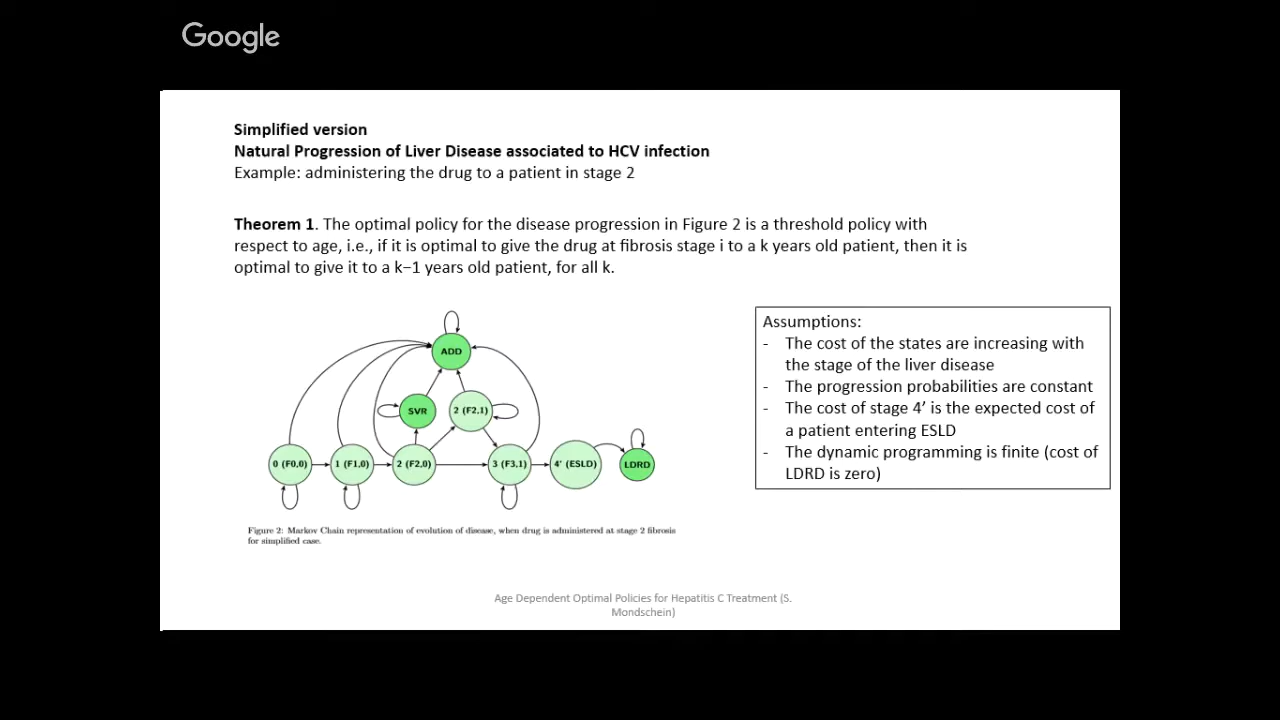 Google
Simplified version
Natural Progression of Liver Disease associated to HCV infection
Example: administering the drug to a patient in stage 2
Theorem 1. The optimal policy for the disease progression in Figure 2 is a threshold policy with
respect to age, i.e., if it is optimal to give the drug at fibrosis stage i to a k years old patient, then it is
optimal to give it to a k−1 years old patient, for all k.
ADD
SVR
2 (F2,1)
0 (F0,0)
1 (F1,0)
2 (F2,0)
3 (F3,1)
4' (ESLD)
LDRD
Figure 2: Markov Chain representation of evolution of disease, when drug is administered at stage 2 fibrosis
for simplified case.
Assumptions:
- The cost of the states are increasing with
the stage of the liver disease
- The progression probabilities are constant
- The cost of stage 4’ is the expected cost of
a patient entering ESLD
- The dynamic programming is finite (cost of
LDRD is zero)
Age Dependent Optimal Policies for Hepatitis C Treatment (S.
Mondschein)